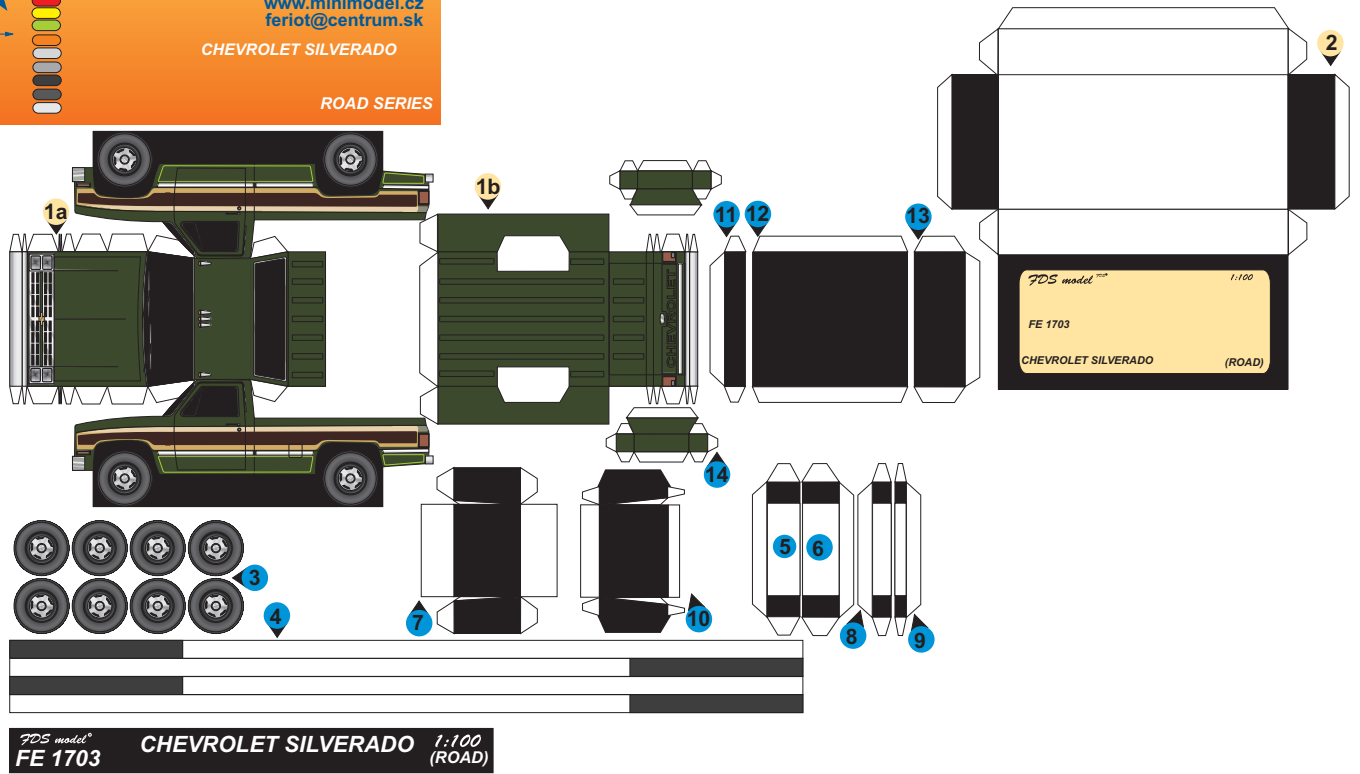 www.minimodel.cz
feriot@centrum.sk
CHEVROLET SILVERADO
ROAD SERIES
2
1a
1b
11
12
13
CHEVROLET
FDS model
1:100
FE 1703
CHEVROLET SILVERADO
(ROAD)
14
3
4
5
6
7
10
8
9
FDS model®
FE 1703
CHEVROLET SILVERADO
1:100
(ROAD)